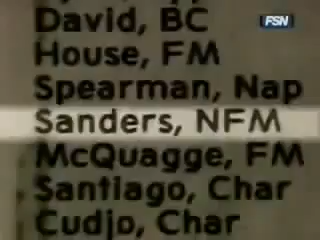 David, BC
FSN
House, FM
Spearman, Nap
Sanders, NFM
McQuagge, FM
Santiago, Char
Cudjo, Char